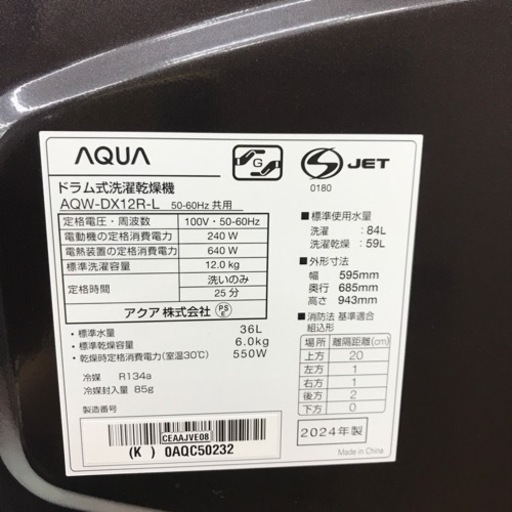 AQUA
G
S JET
0180
ドラム式洗濯乾燥機
AQW-DX12R-L 50-60Hz 共用
定格電圧・周波数 100V・50-60Hz
電動機の定格消費電力 240 W
電熱装置の定格消費電力 640 W
標準洗濯容量 12.0kg
定格時間 洗いのみ
25分
アクア 株式会社 PS E
・標準水量 36L
・標準乾燥容量 6.0kg
・乾燥時定格消費電力(室温30℃) 550W
冷媒 R134a
冷媒封入量 85g
製造番号
CEAAJVE08
(K ) 0AQC50232
■ 標準使用水量
洗濯 : 84L
洗濯乾燥 : 59L
■ 外形寸法
幅 595mm
奥行 685mm
高さ 943mm
■ 消防法 基準適合
組込形
場所 離隔距離(cm)
上方 20
左方 1
右方 1
後方 2
下方 0
2024年製
Made in China